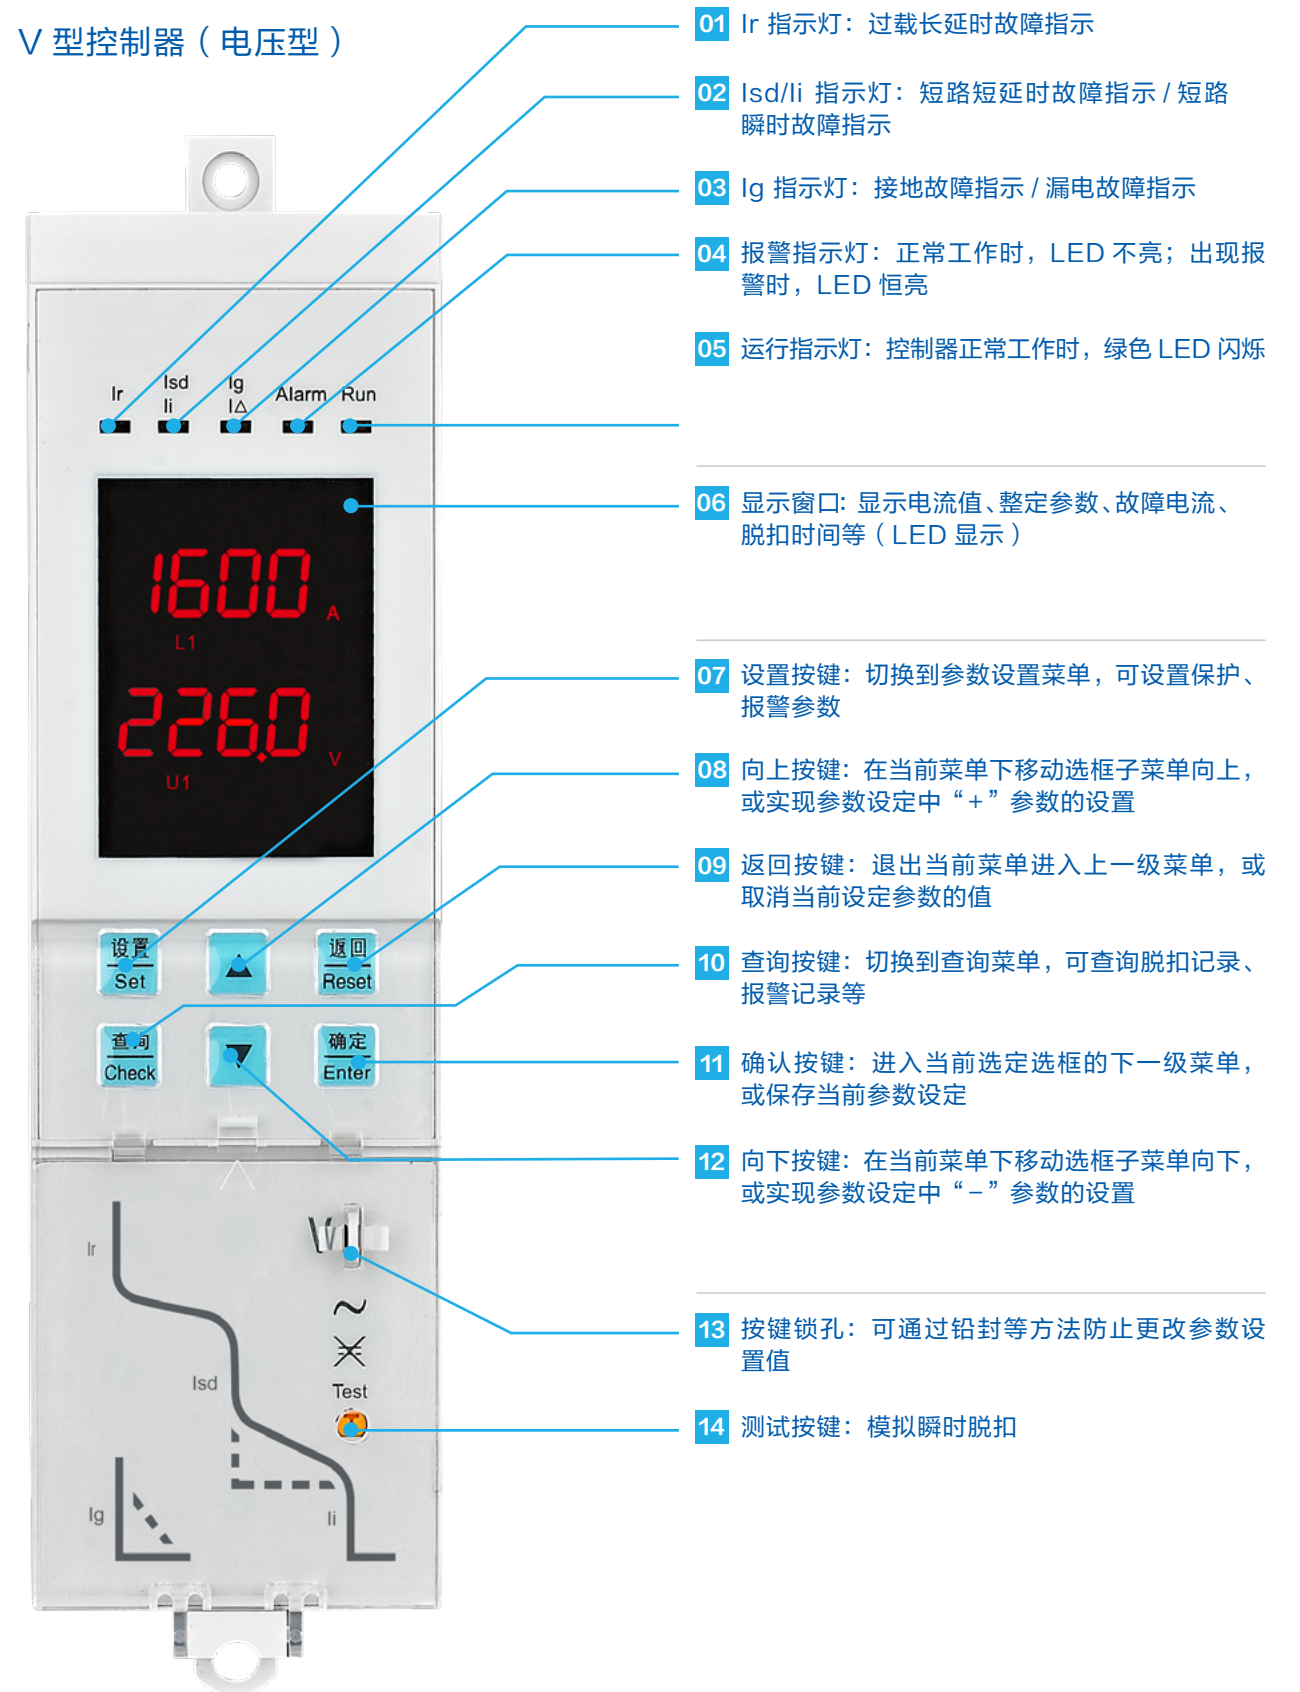 V 型控制器（电压型）
01 Ir 指示灯：过载长延时故障指示
02 Isd/Ii 指示灯：短路短延时故障指示 / 短路
瞬时故障指示
03 Ig 指示灯：接地故障指示 / 漏电故障指示
04 报警指示灯：正常工作时，LED 不亮；出现报
警时，LED 恒亮
05 运行指示灯：控制器正常工作时，绿色 LED 闪烁
06 显示窗口：显示电流值、整定参数、故障电流、
脱扣时间等（LED 显示）
07 设置按键：切换到参数设置菜单，可设置保护、
报警参数
08 向上按键：在当前菜单下移动选框子菜单向上，
或实现参数设定中“+”参数的设置
09 返回按键：退出当前菜单进入上一级菜单，或
取消当前设定参数的值
10 查询按键：切换到查询菜单，可查询脱扣记录、
报警记录等
11 确认按键：进入当前选定选框的下一级菜单，
或保存当前参数设定
12 向下按键：在当前菜单下移动选框子菜单向下，
或实现参数设定中“-”参数的设置
13 按键锁孔：可通过铅封等方法防止更改参数设
置值
14 测试按键：模拟瞬时脱扣
Ir
Isd
Ii
Ig
I△
Alarm
Run
1600 A
L1
226.0 V
U1
设置
Set
▲
返回
Reset
查询
Check
▼
确定
Enter
Ir
V
Isd
Test
Ig
Ii